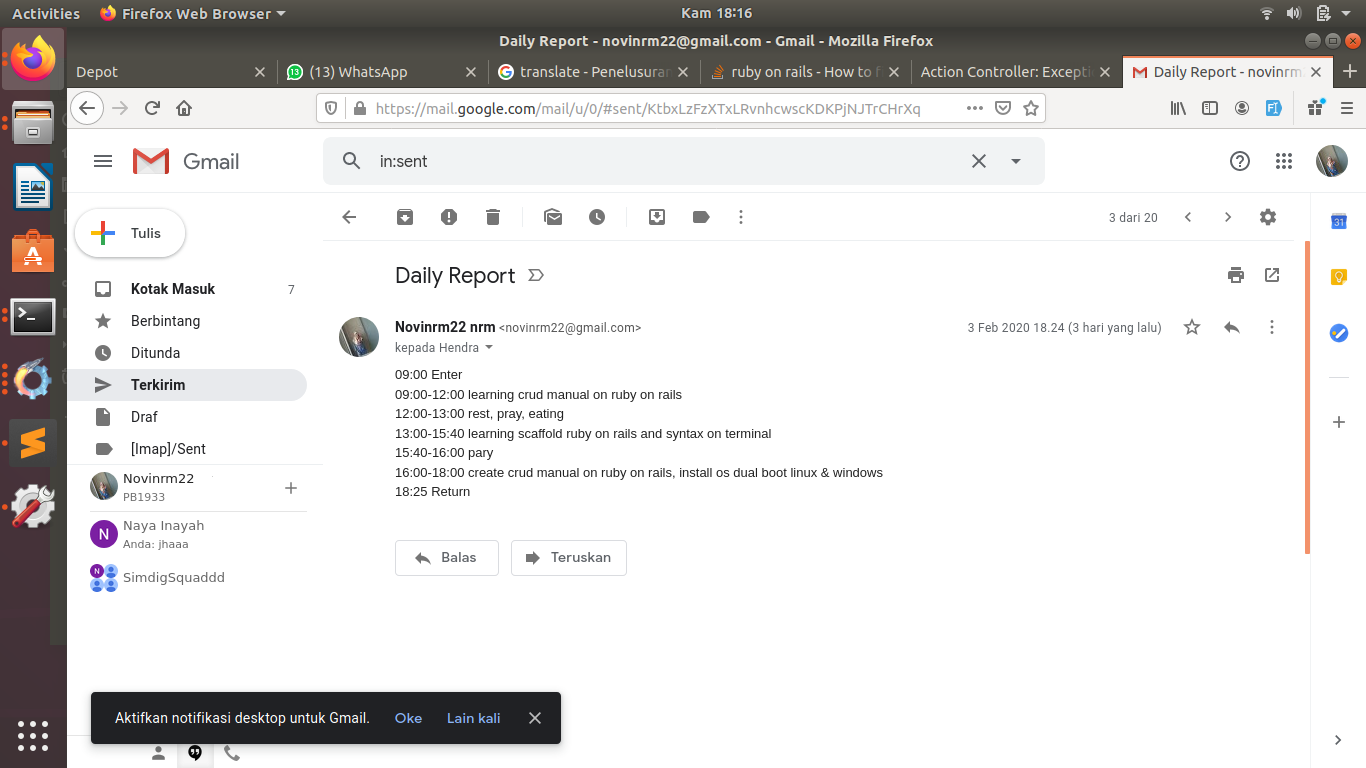 Activities
Firefox Web Browser
Kam 18:16
Daily Report - novinrm22@gmail.com - Gmail - Mozilla Firefox
Depot
(13) WhatsApp
translate - Penelusuran
ruby on rails - How to f
Action Controller: Excepti
Daily Report - novinrm
https://mail.google.com/mail/u/0/#sent/KtbxLzFzXTxLRvnhcwscKDKPjNJTrCHrXq
Gmail
in:sent
Tulis
3 dari 20
Kotak Masuk 7
Berbintang
Ditunda
Terkirim
Draf
[Imap]/Sent
Novinrm22
PB1933
Naya Inayah
Anda: jhaaa
SimdigSquaddd
Daily Report
Novinrm22 nrm <novinrm22@gmail.com>
3 Feb 2020 18.24 (3 hari yang lalu)
kepada Hendra
09:00 Enter
09:00-12:00 learning crud manual on ruby on rails
12:00-13:00 rest, pray, eating
13:00-15:40 learning scaffold ruby on rails and syntax on terminal
15:40-16:00 pary
16:00-18:00 create crud manual on ruby on rails, install os dual boot linux & windows
18:25 Return
Balas
Teruskan
Aktifkan notifikasi desktop untuk Gmail.
Oke
Lain kali